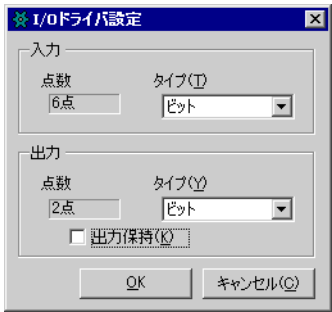 I/Oドライバ設定
入力
点数 タイプ(T)
6点 ビット
出力
点数 タイプ(Y)
2点 ビット
出力保持(K)
OK キャンセル(C)